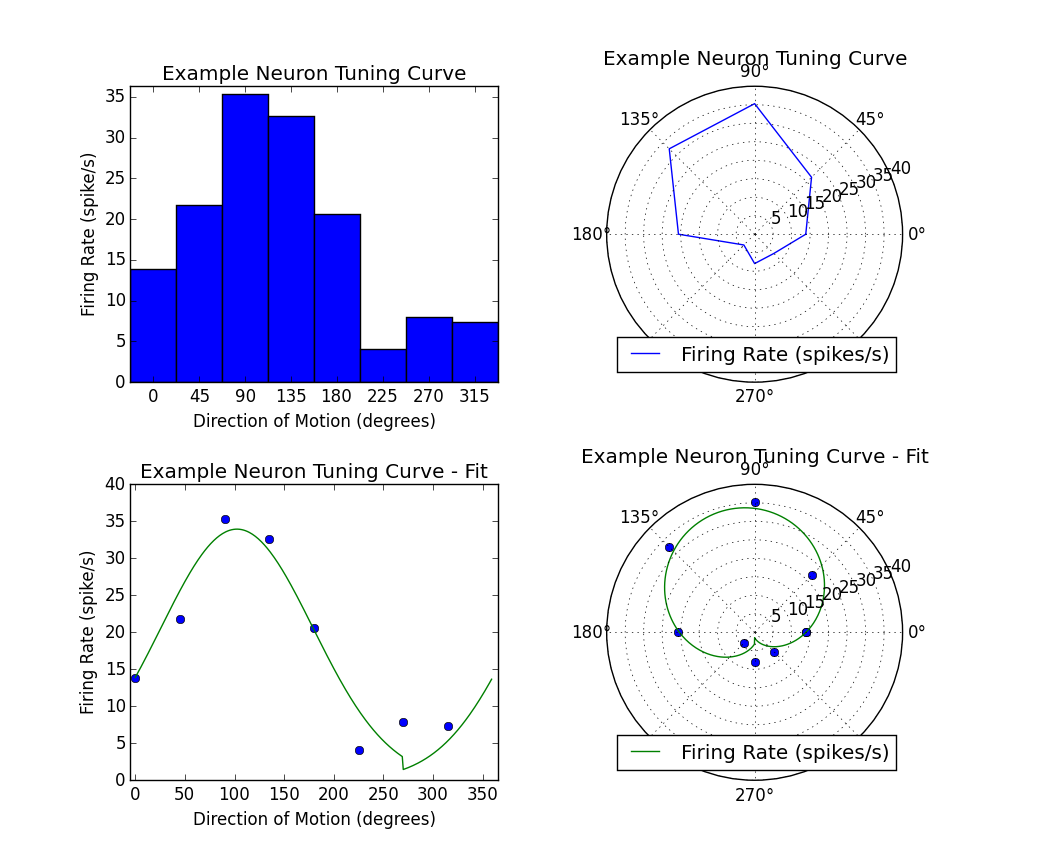 Example Neuron Tuning Curve
35
30
25
20
15
10
5
0
Firing Rate (spike/s)
0 45 90 135 180 225 270 315
Direction of Motion (degrees)
Example Neuron Tuning Curve
90°
135° 45°
180° 0°
5 10 15 20 25 30 35 40
Firing Rate (spikes/s)
270°
Example Neuron Tuning Curve - Fit
40
35
30
25
20
15
10
5
0
Firing Rate (spike/s)
0 50 100 150 200 250 300 350
Direction of Motion (degrees)
Example Neuron Tuning Curve - Fit
90°
135° 45°
180° 0°
5 10 15 20 25 30 35 40
Firing Rate (spikes/s)
270°